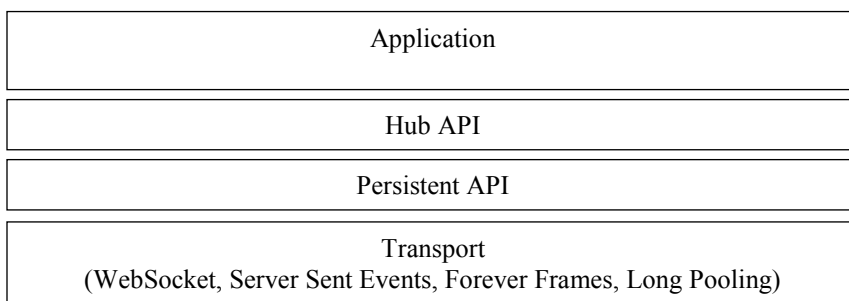 Application
Hub API
Persistent API
Transport
(WebSocket, Server Sent Events, Forever Frames, Long Pooling)